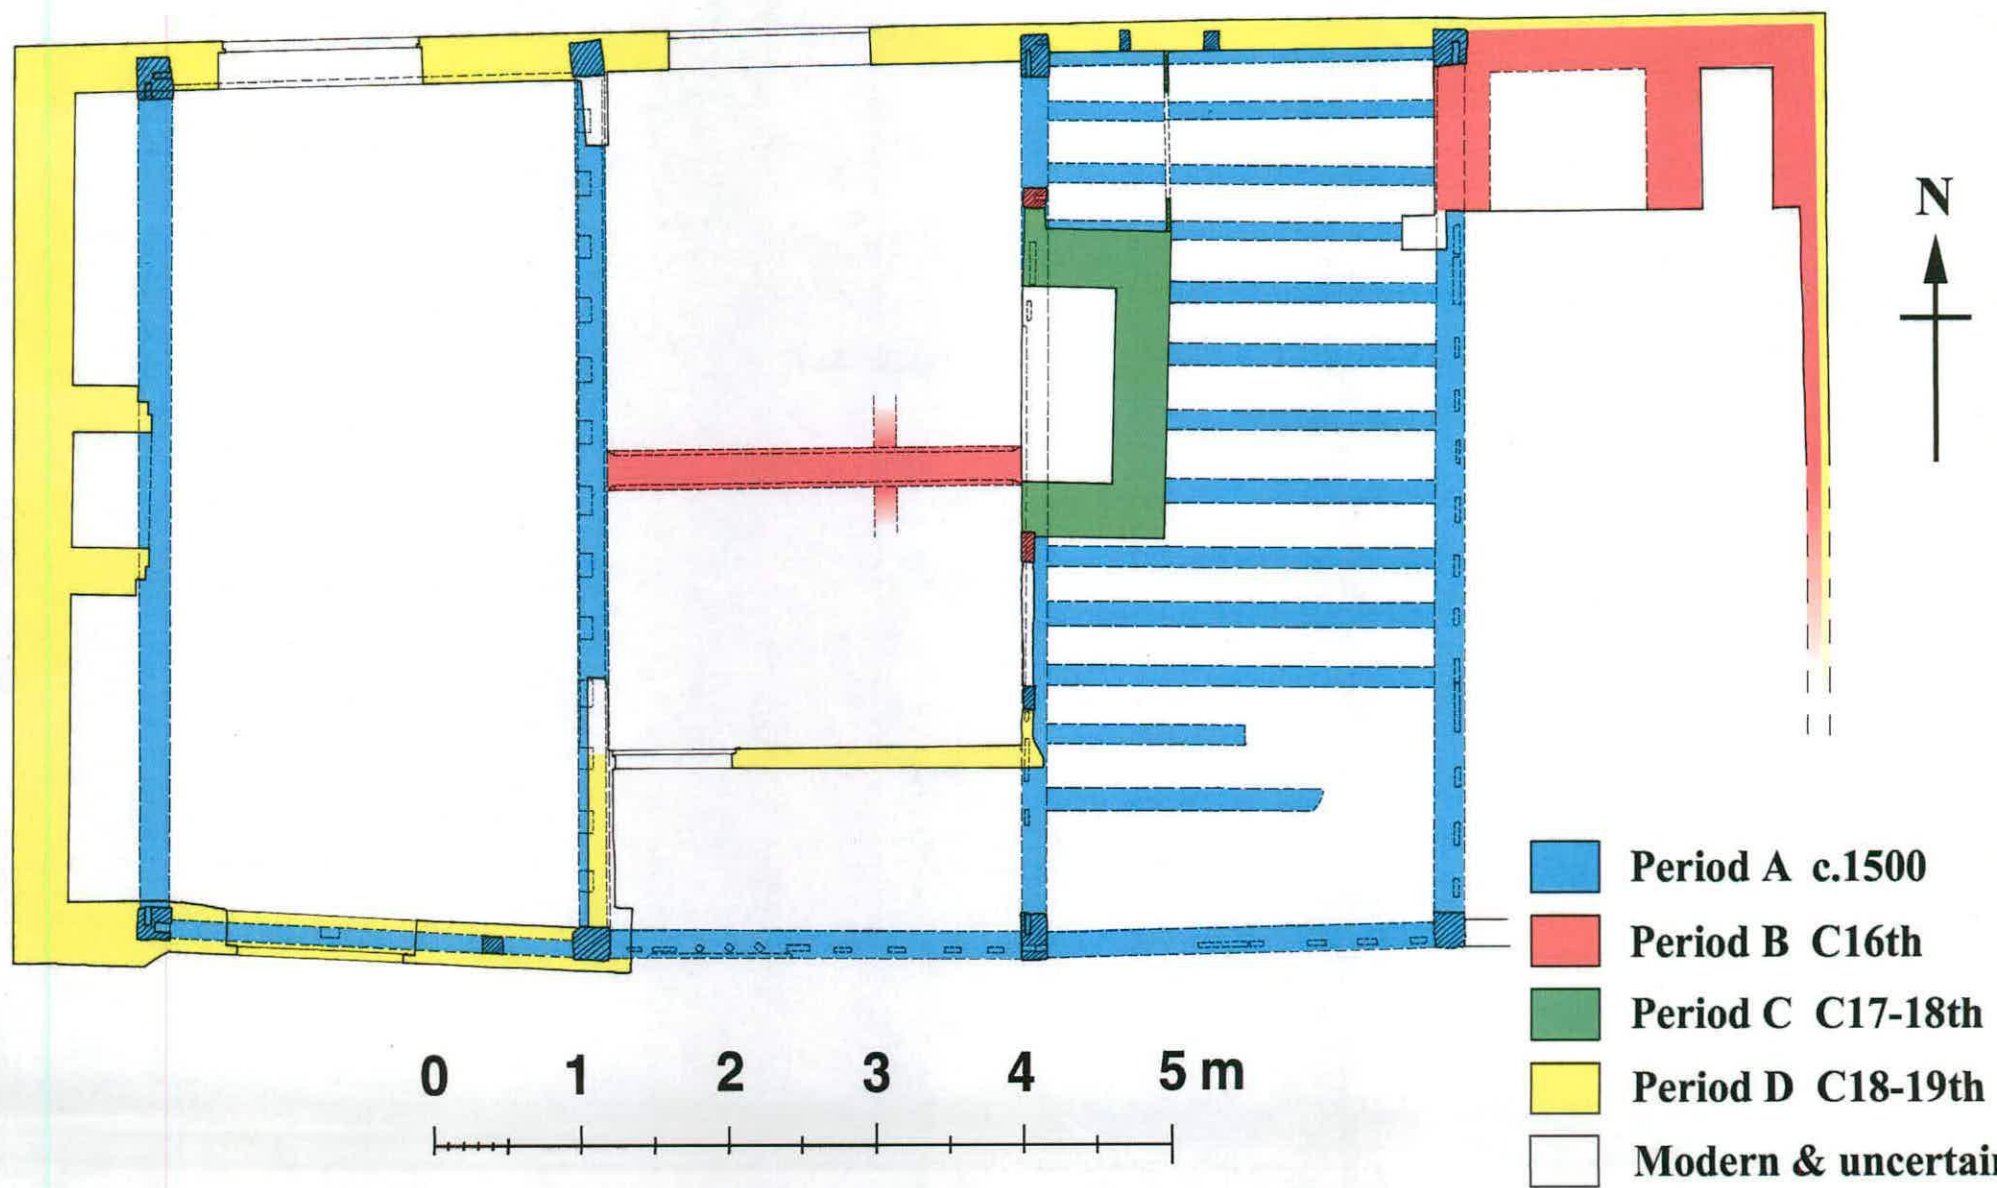 N
Period A c.1500
Period B C16th
Period C C17-18th
Period D C18-19th
Modern & uncertain
0 1 2 3 4 5 m